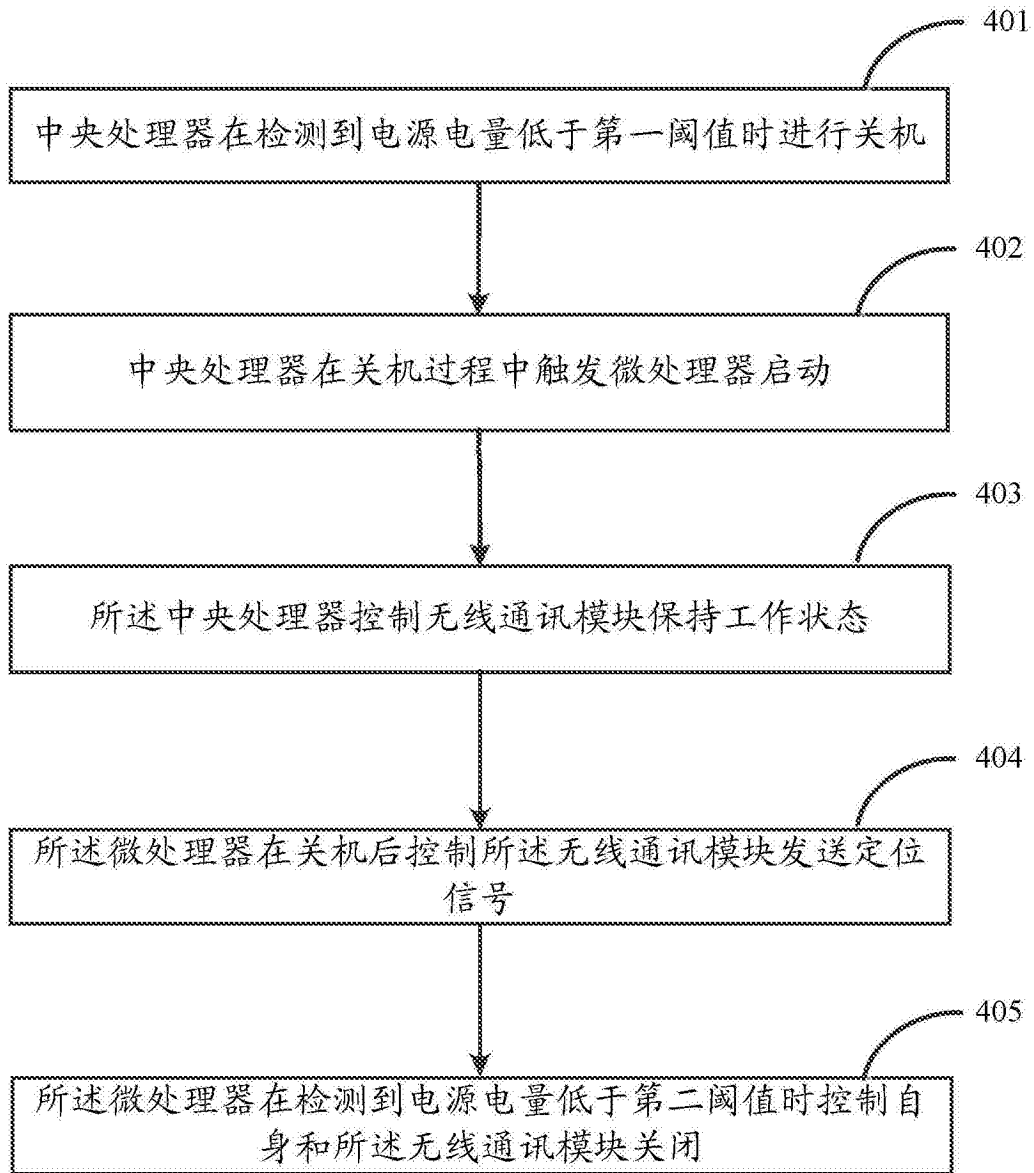 401
中央处理器在检测到电源电量低于第一阈值时进行关机
402
中央处理器在关机过程中触发微处理器启动
403
所述中央处理器控制无线通讯模块保持工作状态
404
所述微处理器在关机后控制所述无线通讯模块发送定位
信号
405
所述微处理器在检测到电源电量低于第二阈值时控制自
身和所述无线通讯模块关闭